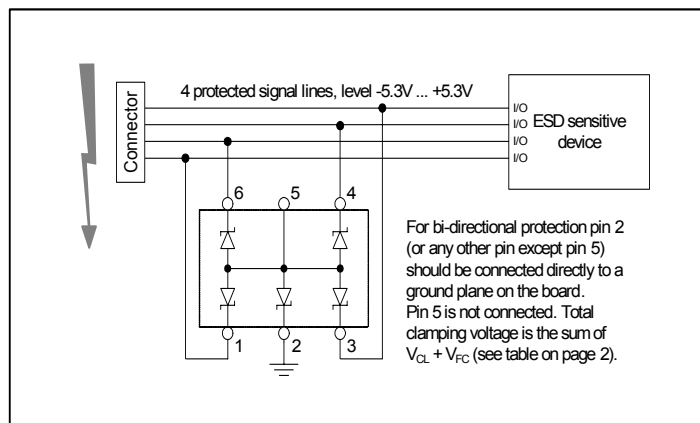 4 protected signal lines, level -5.3V ... +5.3V
Connector
I/O
I/O
I/O
I/O
ESD sensitive
device
6
5
4
1
2
3
For bi-directional protection pin 2
(or any other pin except pin 5)
should be connected directly to a
ground plane on the board.
Pin 5 is not connected. Total
clamping voltage is the sum of
VCL + VFC (see table on page 2).